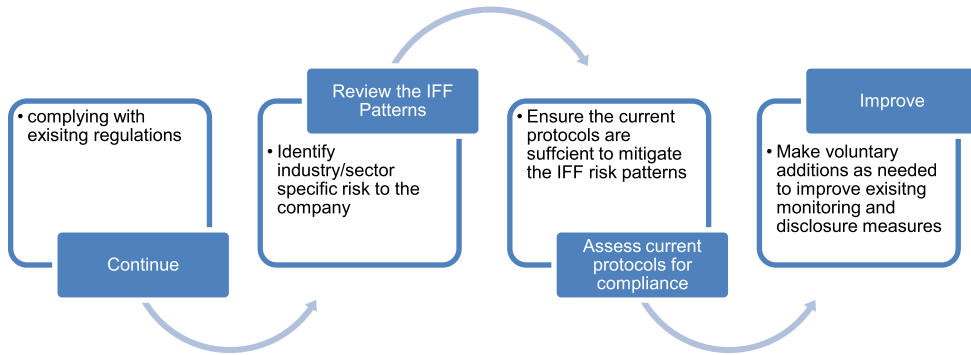 • complying with
exisitng regulations
Continue
Review the IFF
Patterns
• Identify
industry/sector
specific risk to the
company
• Ensure the current
protocols are
suffcient to mitigate
the IFF risk patterns
Assess current
protocols for
compliance
Improve
• Make voluntary
additions as needed
to improve exisitng
monitoring and
disclosure measures